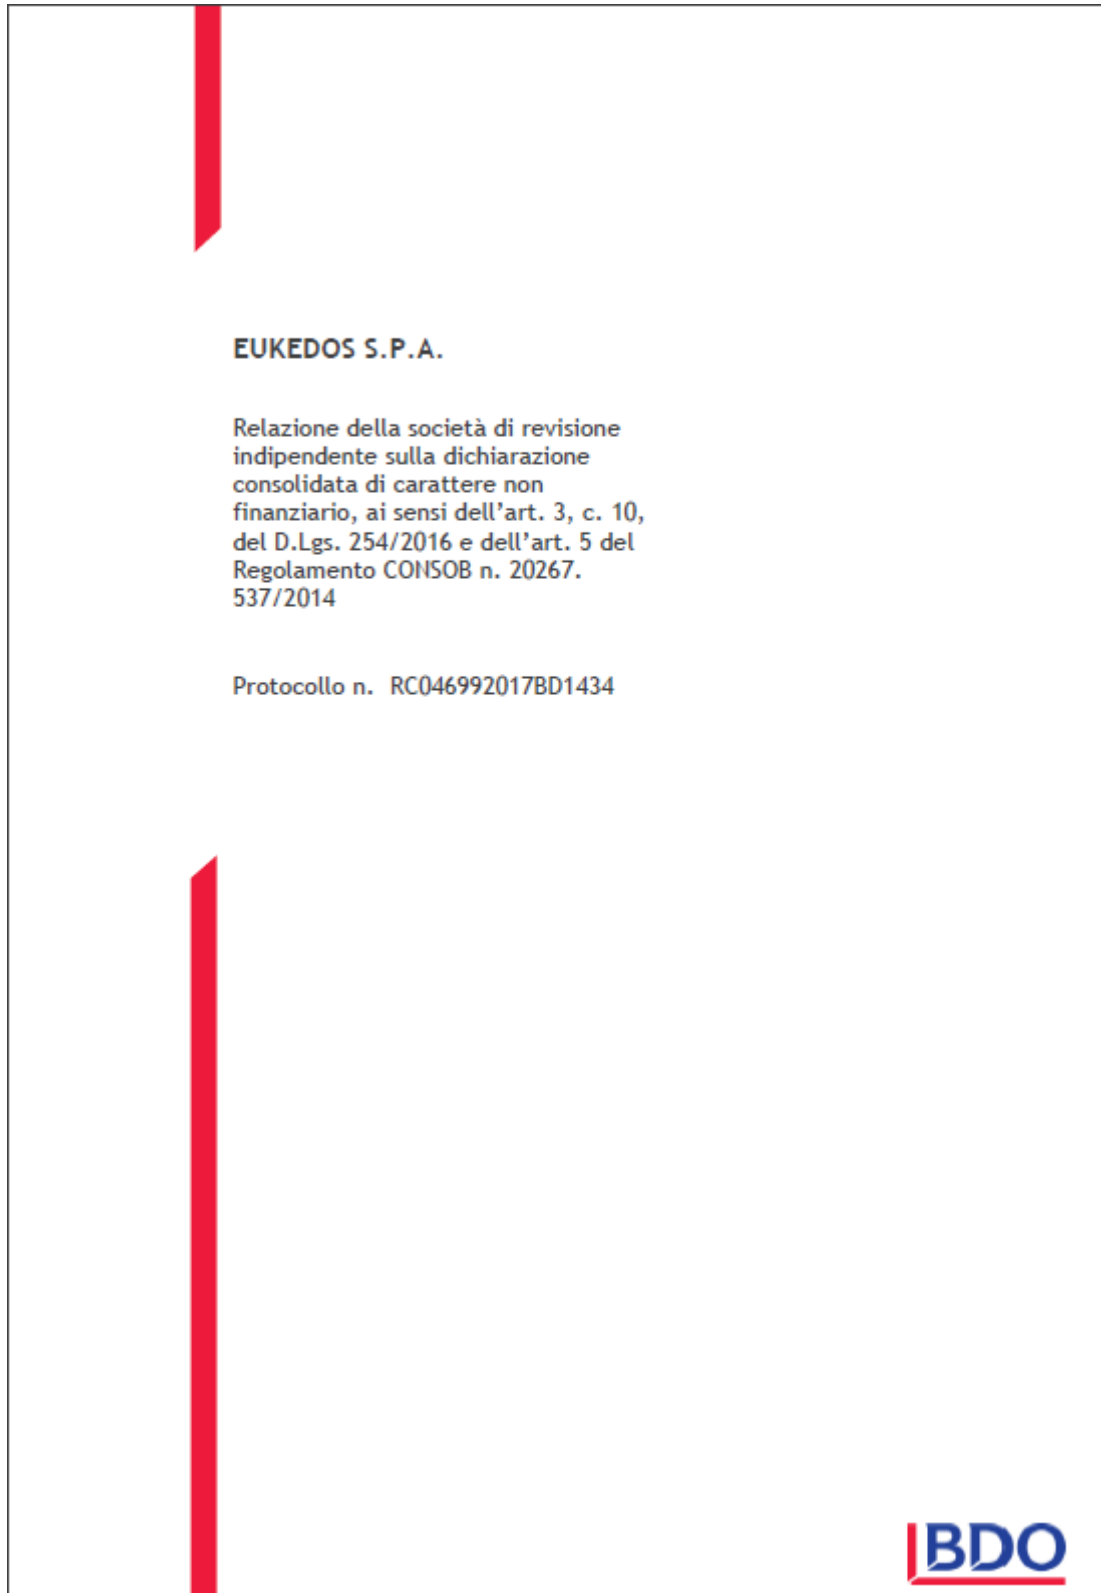 EUKEDOS S.P.A.
Relazione della società di revisione
indipendente sulla dichiarazione
consolidata di carattere non
finanziario, ai sensi dell'art. 3, c. 10,
del D.Lgs. 254/2016 e dell'art. 5 del
Regolamento CONSOB n. 20267.
537/2014
Protocollo n. RC046992017BD1434
BDO